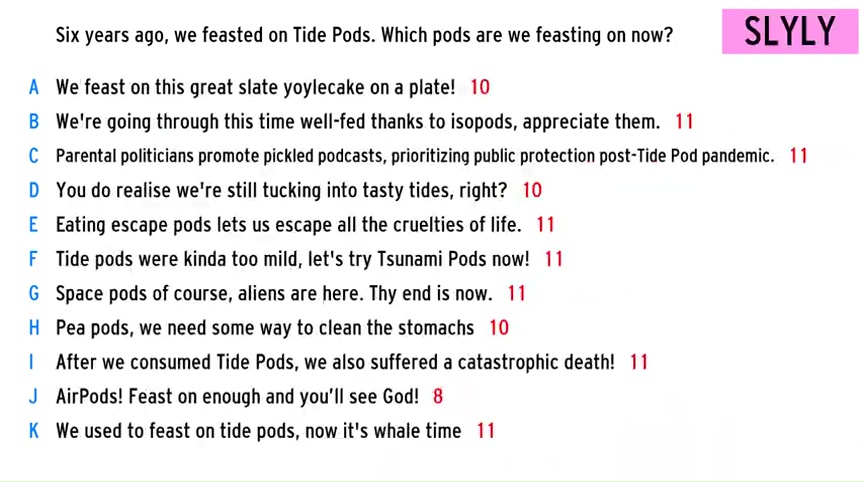 Six years ago, we feasted on Tide Pods. Which pods are we feasting on now?
SLYLY
A We feast on this great slate yoylecake on a plate! 10
B We're going through this time well-fed thanks to isopods, appreciate them. 11
C Parental politicians promote pickled podcasts, prioritizing public protection post-Tide Pod pandemic. 11
D You do realise we're still tucking into tasty tides, right? 10
E Eating escape pods lets us escape all the cruelties of life. 11
F Tide pods were kinda too mild, let's try Tsunami Pods now! 11
G Space pods of course, aliens are here. Thy end is now. 11
H Pea pods, we need some way to clean the stomachs 10
I After we consumed Tide Pods, we also suffered a catastrophic death! 11
J AirPods! Feast on enough and you'll see God! 8
K We used to feast on tide pods, now it's whale time 11